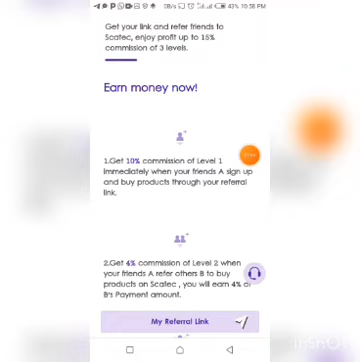 0B/s 43% 10:58 PM
Get your link and refer friends to
Scatec, enjoy profit up to 15%
commission of 3 levels.
Earn money now!
1.Get 10% commission of Level 1
immediately when your friends A sign up
and buy products through your referral
link.
2.Get 4% commission of Level 2 when
your friends A refer others B to buy
products on Scatec , you will earn 4% of
B's Payment amount.
My Referral Link
InShOt